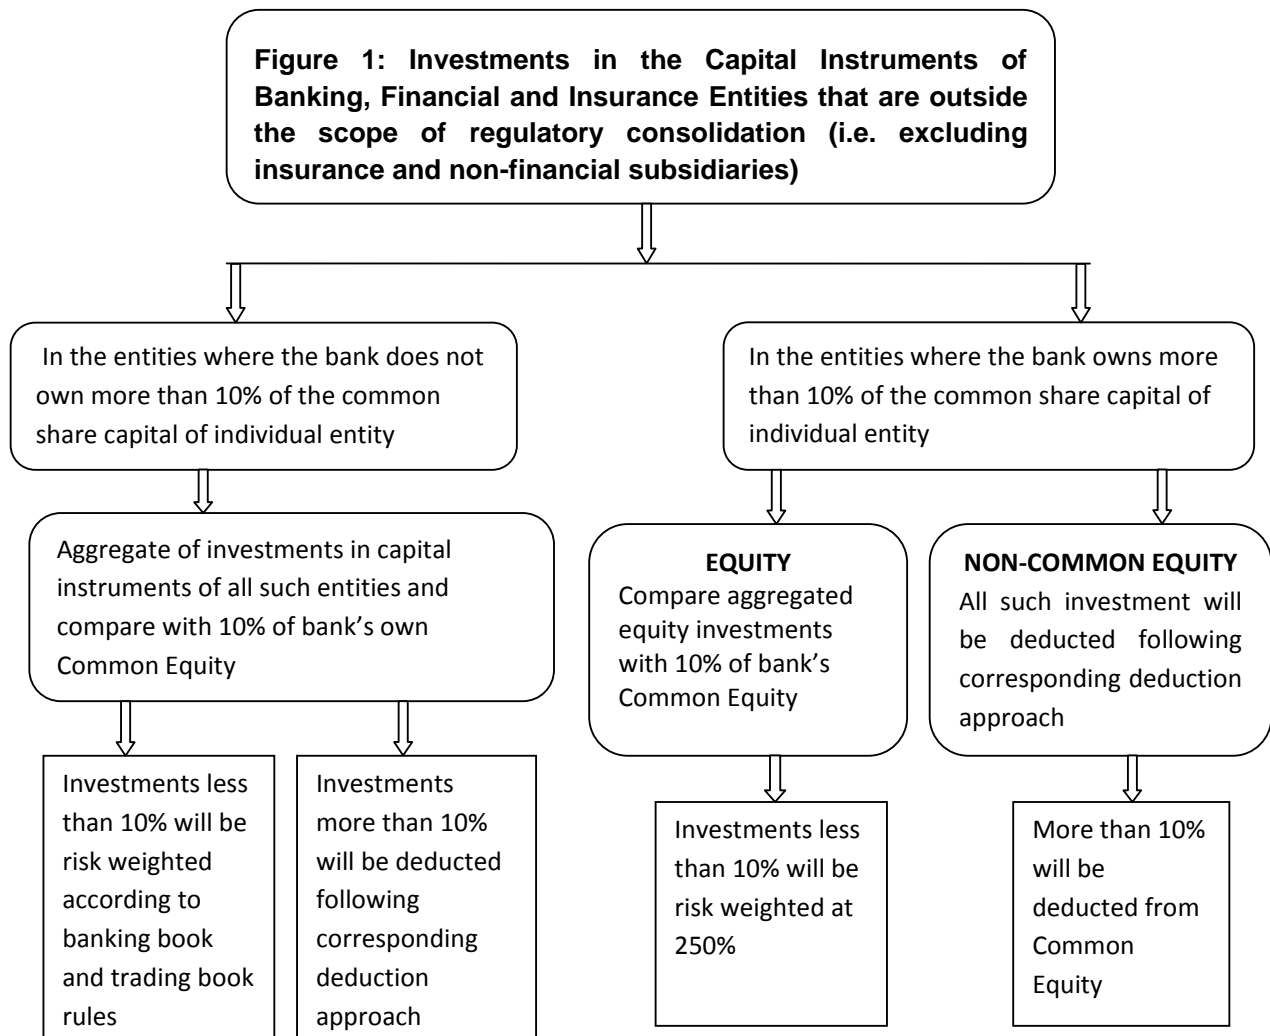 Figure 1: Investments in the Capital Instruments of
Banking, Financial and Insurance Entities that are outside
the scope of regulatory consolidation (i.e. excluding
insurance and non-financial subsidiaries)
In the entities where the bank does not
own more than 10% of the common
share capital of individual entity
In the entities where the bank owns more
than 10% of the common share capital of
individual entity
Aggregate of investments in capital
instruments of all such entities and
compare with 10% of bank’s own
Common Equity
EQUITY
Compare aggregated
equity investments
with 10% of bank’s
Common Equity
NON-COMMON EQUITY
All such investment will
be deducted following
corresponding deduction
approach
Investments less
than 10% will be
risk weighted
according to
banking book
and trading book
rules
Investments
more than 10%
will be deducted
following
corresponding
deduction
approach
Investments less
than 10% will be
risk weighted at
250%
More than 10%
will be
deducted from
Common
Equity